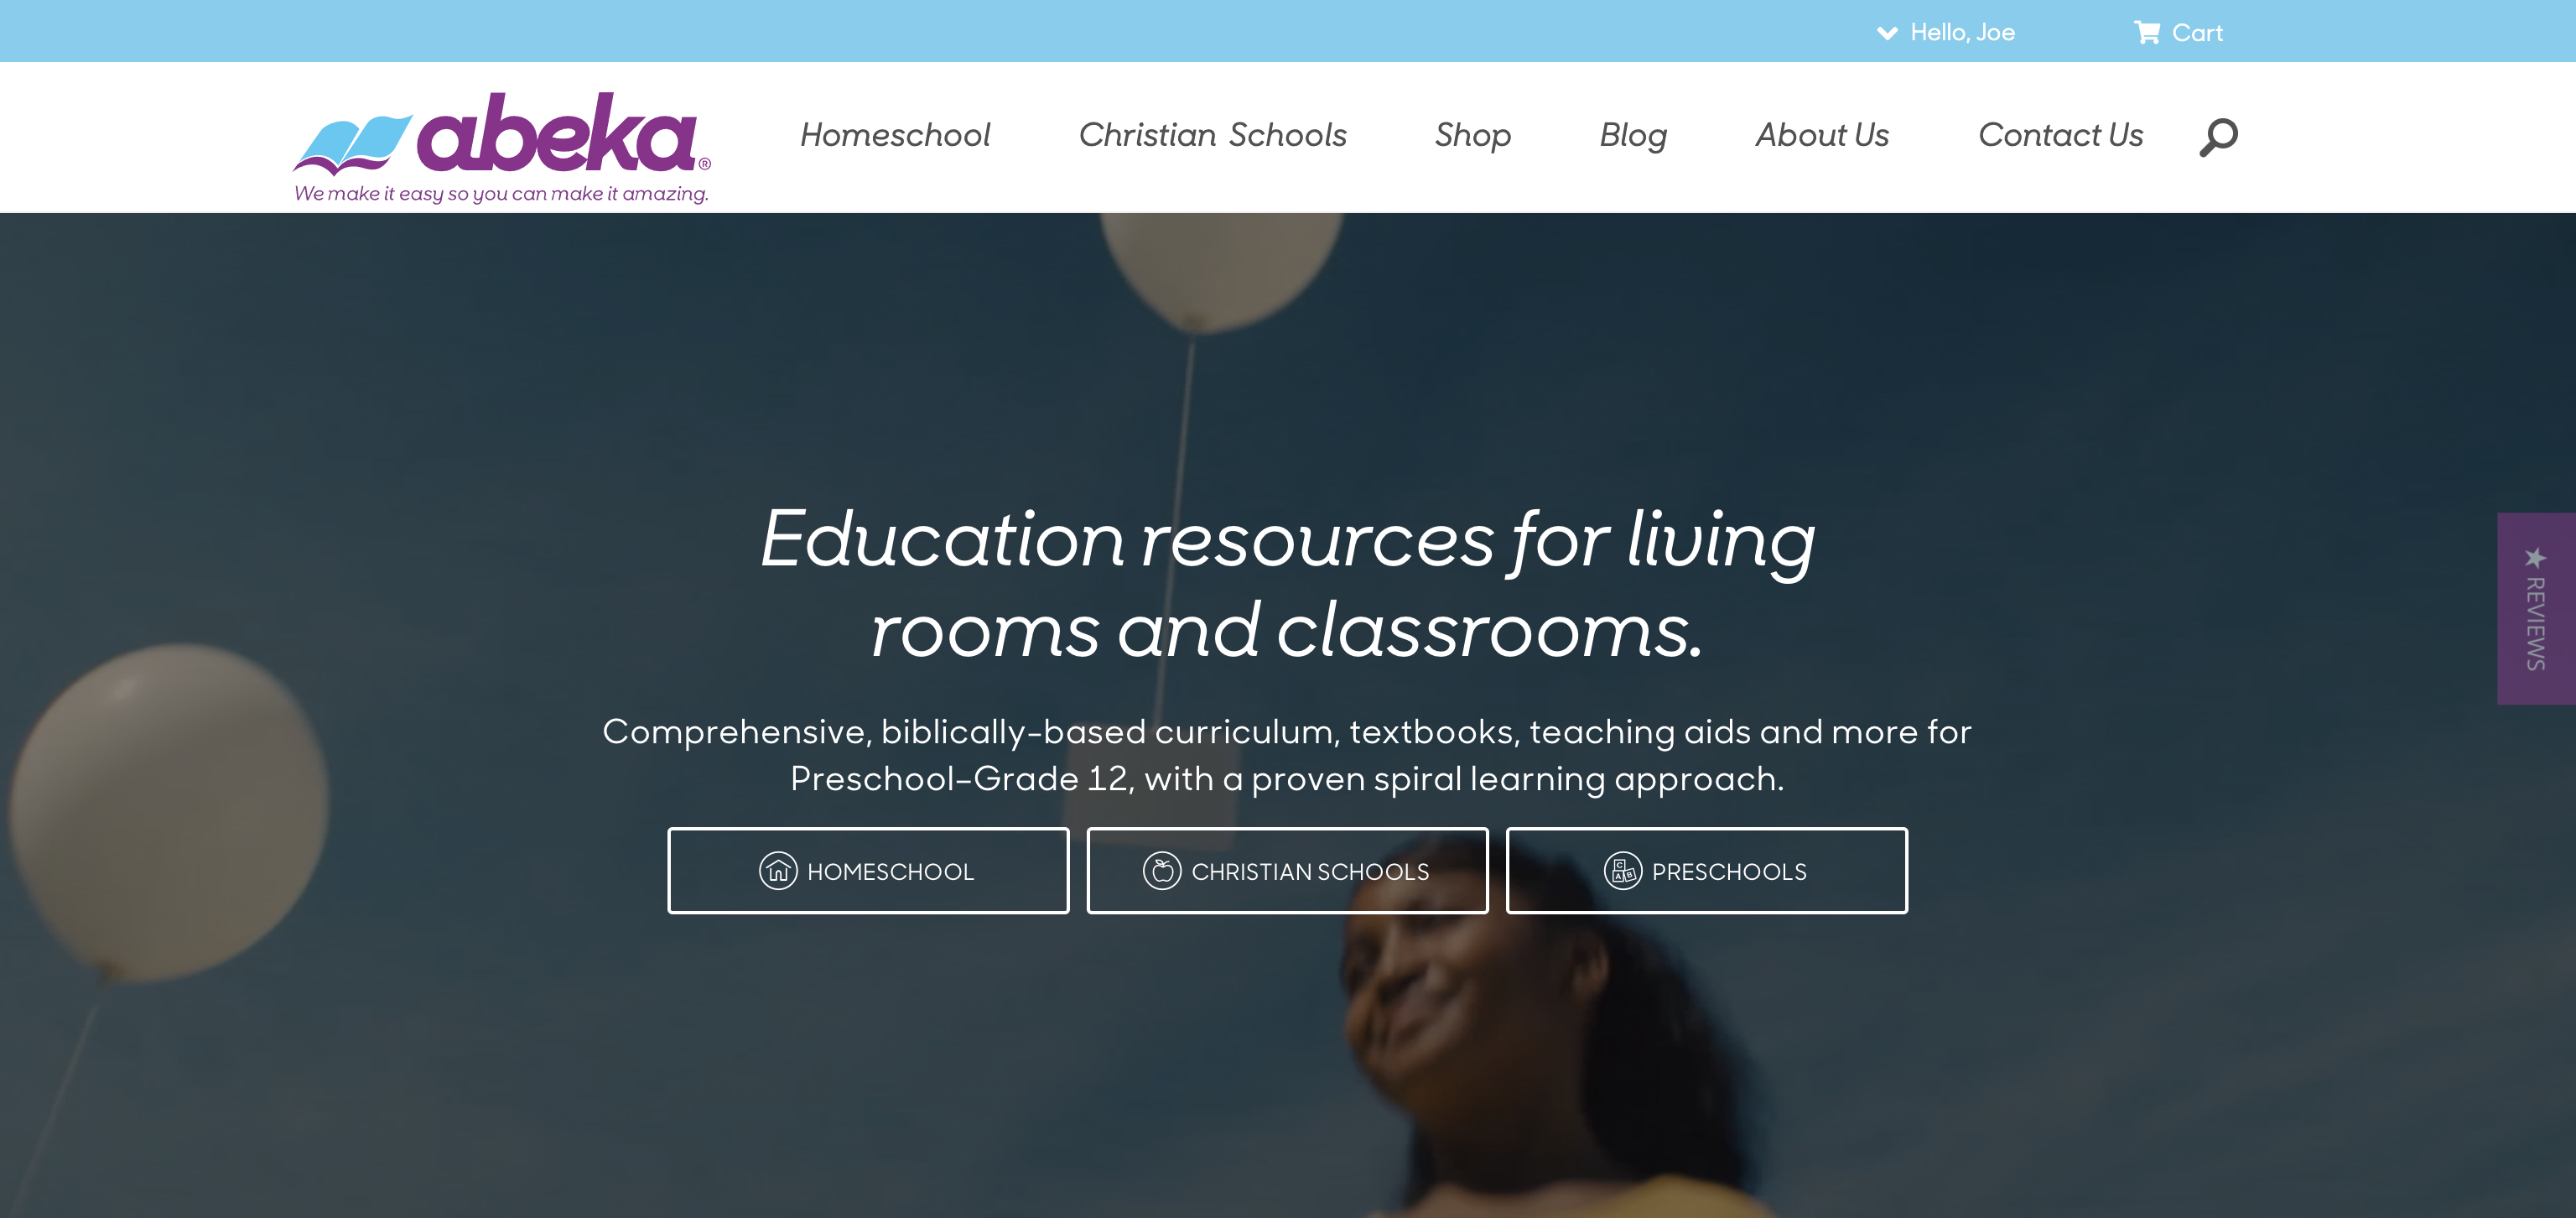 Hello, Joe
Cart
abeka®
We make it easy so you can make it amazing.
Homeschool
Christian Schools
Shop
Blog
About Us
Contact Us
Education resources for living
rooms and classrooms.
Comprehensive, biblically-based curriculum, textbooks, teaching aids and more for
Preschool–Grade 12, with a proven spiral learning approach.
HOMESCHOOL
CHRISTIAN SCHOOLS
C
A B
PRESCHOOLS
★ REVIEWS